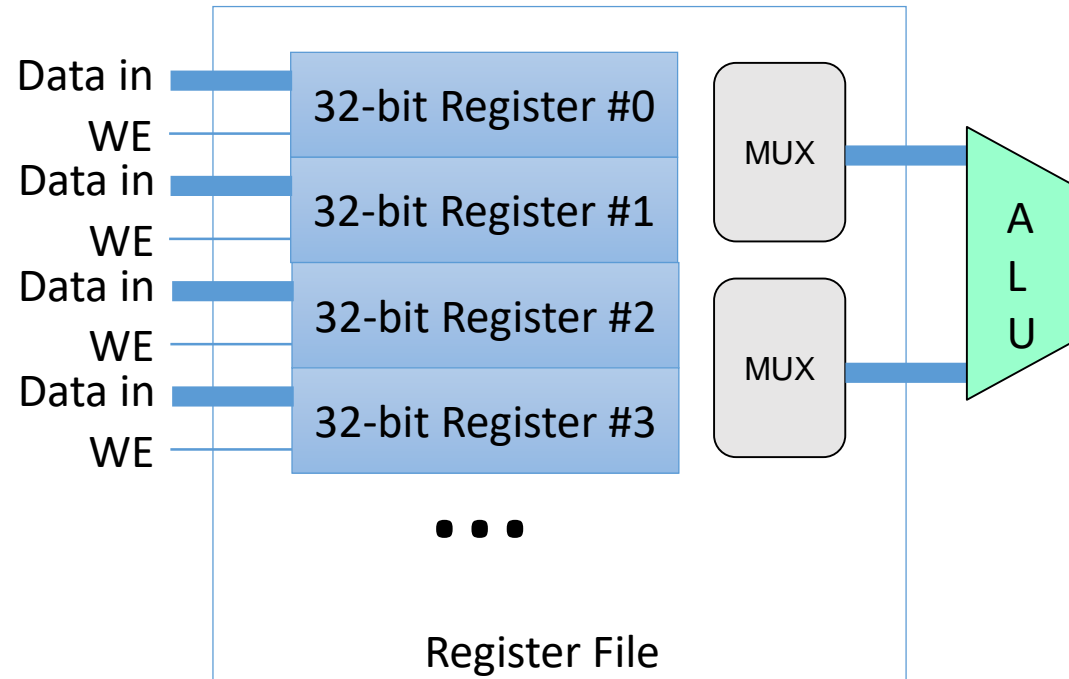 Data in
32-bit Register #0
WE
MUX
Data in
32-bit Register #1
WE
Data in
32-bit Register #2
WE
MUX
Data in
32-bit Register #3
WE
A
L
U
...
Register File